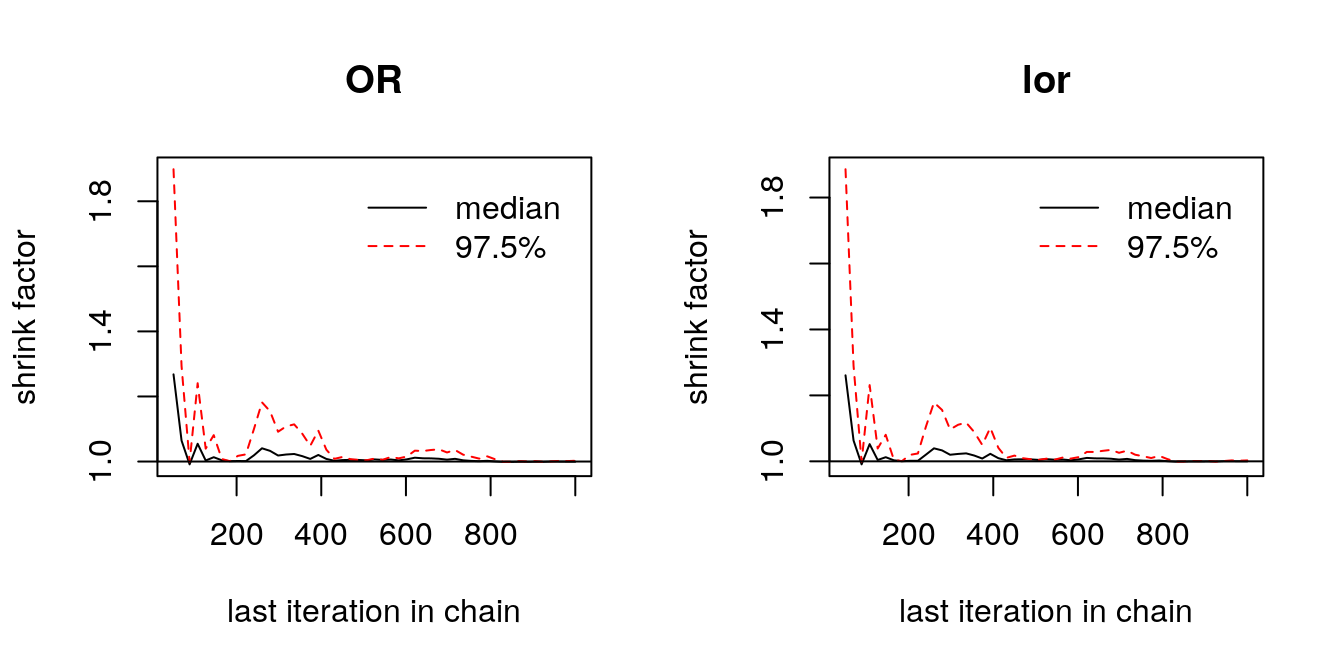 OR
shrink factor
1.0 1.4 1.8
median
97.5%
200 400 600 800
last iteration in chain
lor
shrink factor
1.0 1.4 1.8
median
97.5%
200 400 600 800
last iteration in chain